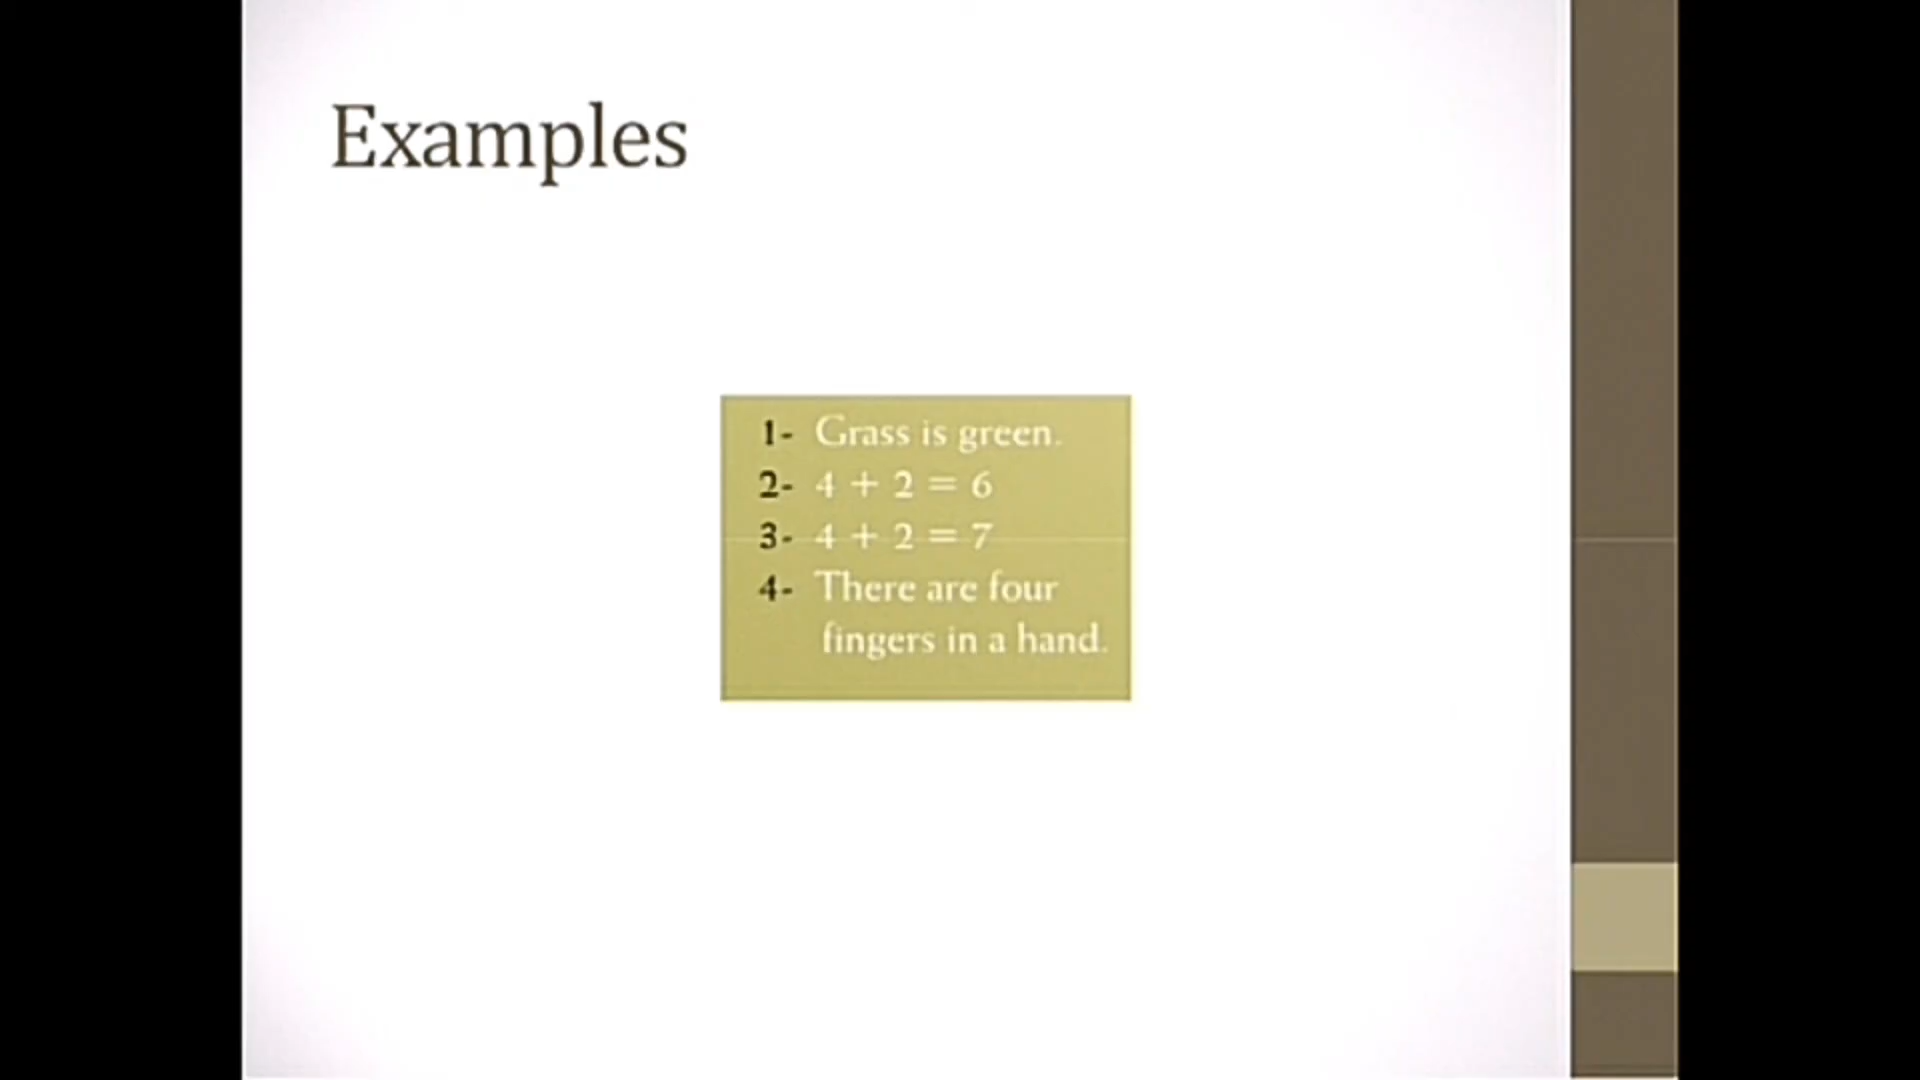 Examples
1- Grass is green.
2- 4 + 2 = 6
3- 4 + 2 = 7
4- There are four
fingers in a hand.